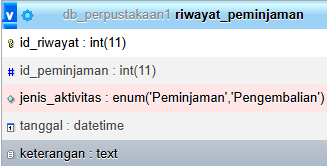 v db_perpustakaan1 riwayat_peminjaman
id_riwayat : int(11)
# id_peminjaman : int(11)
jenis_aktivitas : enum('Peminjaman','Pengembalian')
tanggal : datetime
keterangan : text